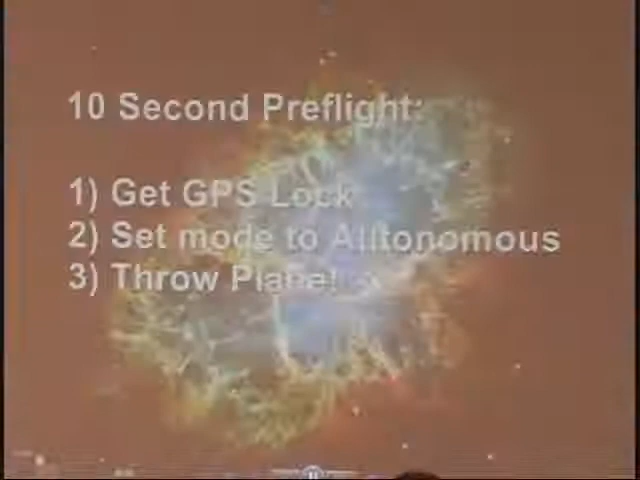 10 Second Preflight:
1) Get GPS Lock
2) Set mode to Autonomous
3) Throw Plane!